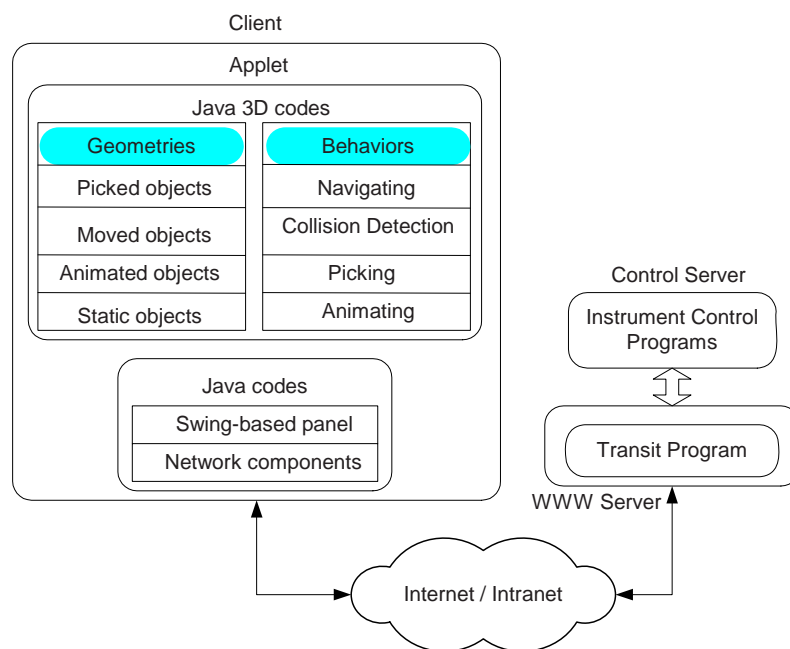 Client
Applet
Java 3D codes
Geometries
Picked objects
Moved objects
Animated objects
Static objects
Behaviors
Navigating
Collision Detection
Picking
Animating
Java codes
Swing-based panel
Network components
Control Server
Instrument Control
Programs
Transit Program
WWW Server
Internet / Intranet